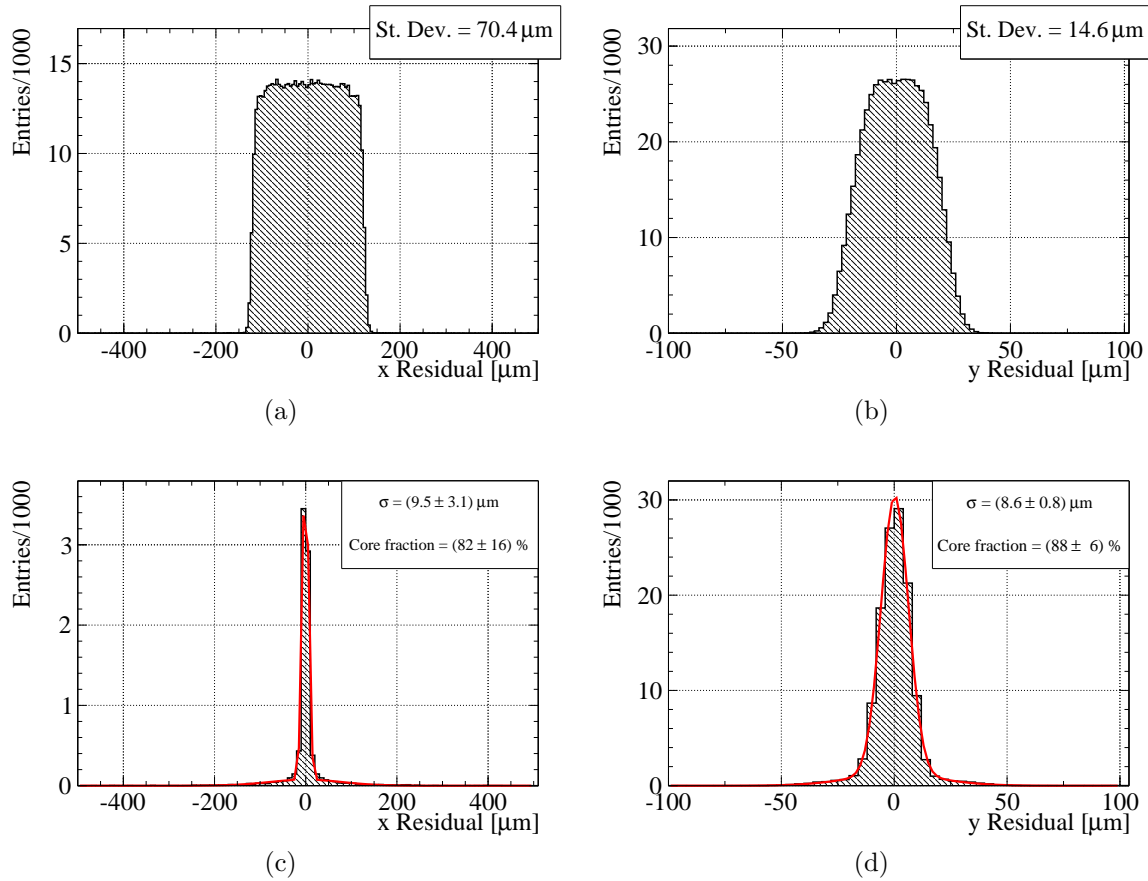 St. Dev. = 70.4 μm
Entries/1000
15
10
5
0
-400 -200 0 200 400
x Residual [μm]
(a)
St. Dev. = 14.6 μm
Entries/1000
30
20
10
0
-100 -50 0 50 100
y Residual [μm]
(b)
σ = (9.5 ± 3.1) μm
Core fraction = (82 ± 16) %
Entries/1000
3
2
1
0
-400 -200 0 200 400
x Residual [μm]
(c)
σ = (8.6 ± 0.8) μm
Core fraction = (88 ± 6) %
Entries/1000
30
20
10
0
-100 -50 0 50 100
y Residual [μm]
(d)